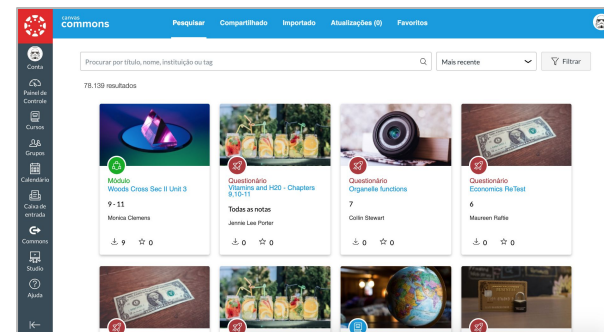 canvas
commons
Pesquisar
Compartilhado
Importado
Atualizações (0)
Favoritos
Conta
Painel de
Controle
Cursos
Grupos
Calendário
Caixa de
entrada
Commons
Studio
Ajuda
Procurar por título, nome, instituição ou tag
Mais recente
Filtrar
78.139 resultados
Módulo
Woods Cross Sec II Unit 3
9 - 11
Monica Clemens
9
0
Questionário
Vitamins and H20 - Chapters
9,10-11
Todas as notas
Jennie Lee Porter
0
0
Questionário
Organelle functions
7
Collin Stewart
0
0
Questionário
Economics ReTest
6
Maureen Raftie
0
0